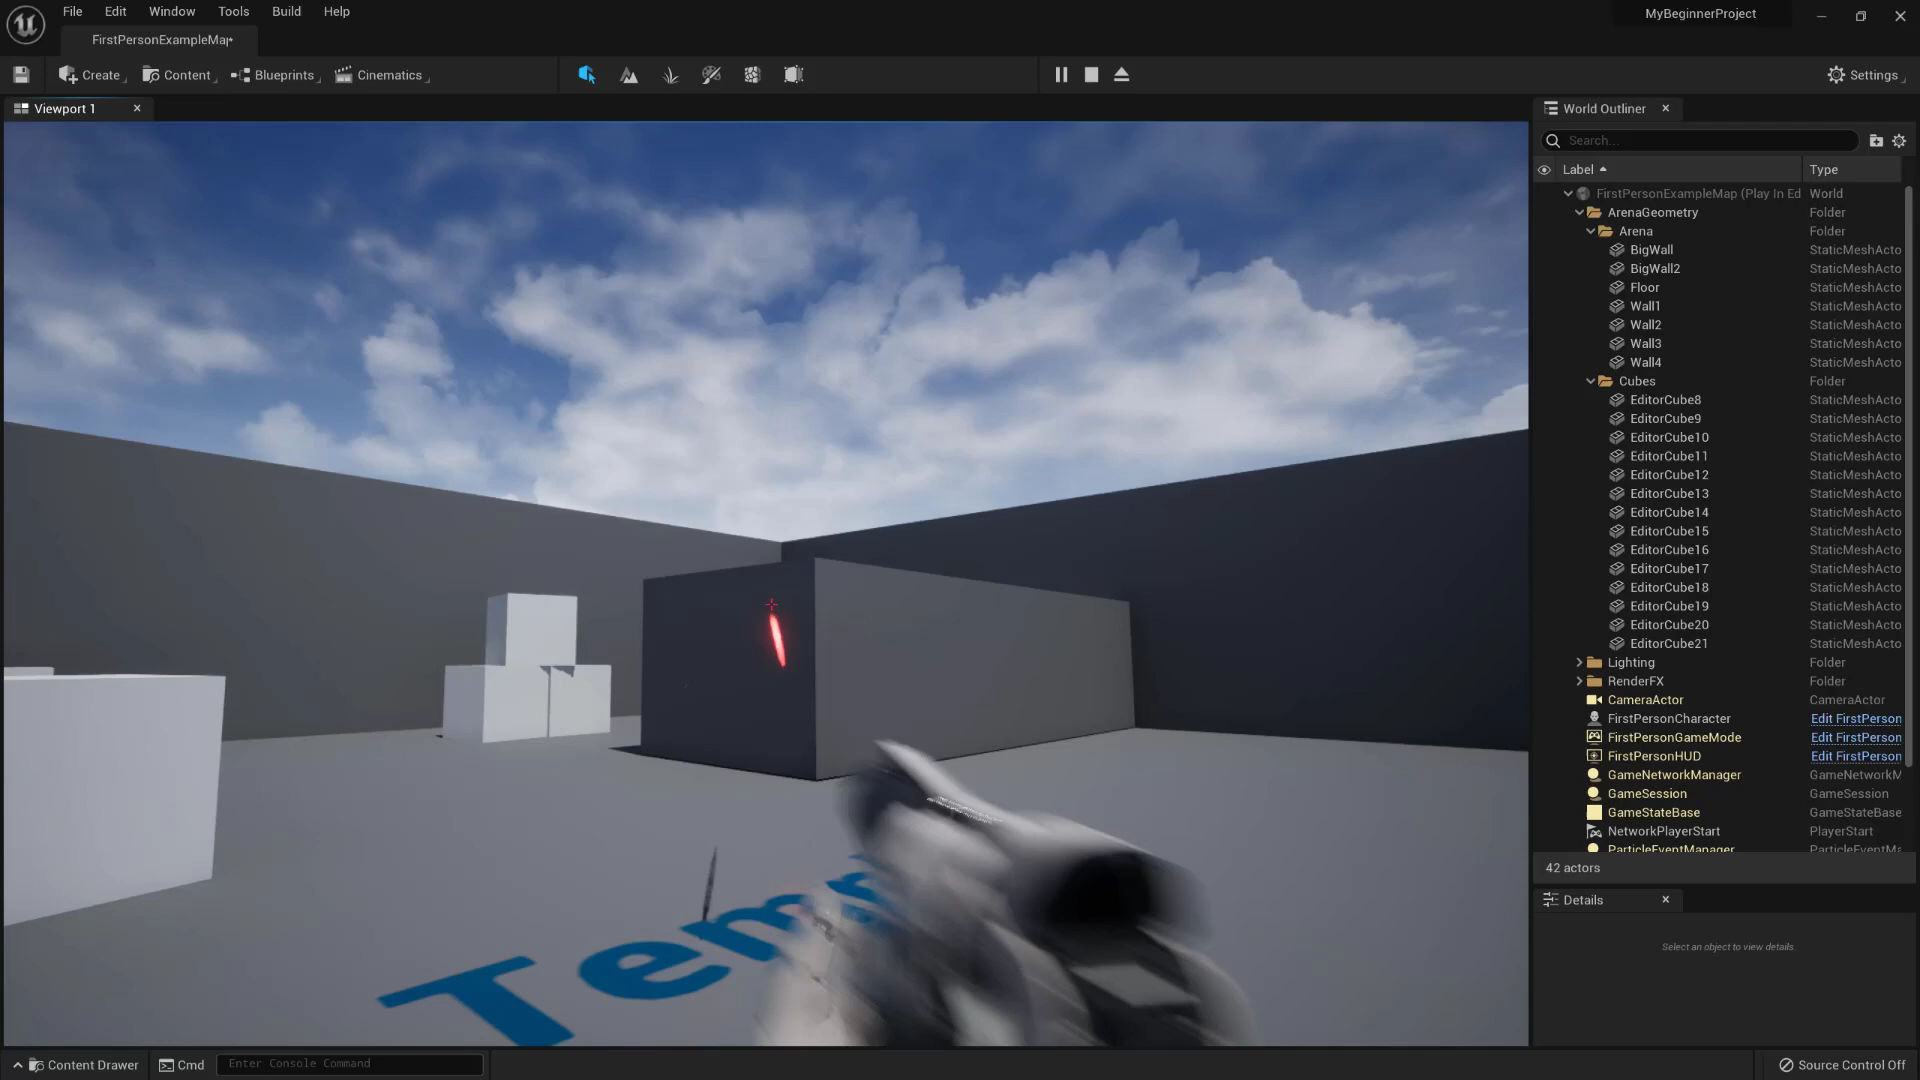 File Edit Window Tools Build Help
MyBeginnerProject
FirstPersonExampleMap*
Create Content Blueprints Cinematics
Settings
Viewport 1
World Outliner
Search...
Label Type
FirstPersonExampleMap (Play In Ed World
ArenaGeometry Folder
Arena Folder
BigWall StaticMeshActo
BigWall2 StaticMeshActo
Floor StaticMeshActo
Wall1 StaticMeshActo
Wall2 StaticMeshActo
Wall3 StaticMeshActo
Wall4 StaticMeshActo
Cubes Folder
EditorCube8 StaticMeshActo
EditorCube9 StaticMeshActo
EditorCube10 StaticMeshActo
EditorCube11 StaticMeshActo
EditorCube12 StaticMeshActo
EditorCube13 StaticMeshActo
EditorCube14 StaticMeshActo
EditorCube15 StaticMeshActo
EditorCube16 StaticMeshActo
EditorCube17 StaticMeshActo
EditorCube18 StaticMeshActo
EditorCube19 StaticMeshActo
EditorCube20 StaticMeshActo
EditorCube21 StaticMeshActo
Lighting Folder
RenderFX Folder
CameraActor CameraActor
FirstPersonCharacter Edit FirstPerson
FirstPersonGameMode Edit FirstPerson
FirstPersonHUD Edit FirstPerson
GameNetworkManager GameNetworkM
GameSession GameSession
GameStateBase GameStateBase
NetworkPlayerStart PlayerStart
ParticleEventManager ParticleEventMa
42 actors
Details
Select an object to view details.
Tem
Content Drawer Cmd Enter Console Command
Source Control Off